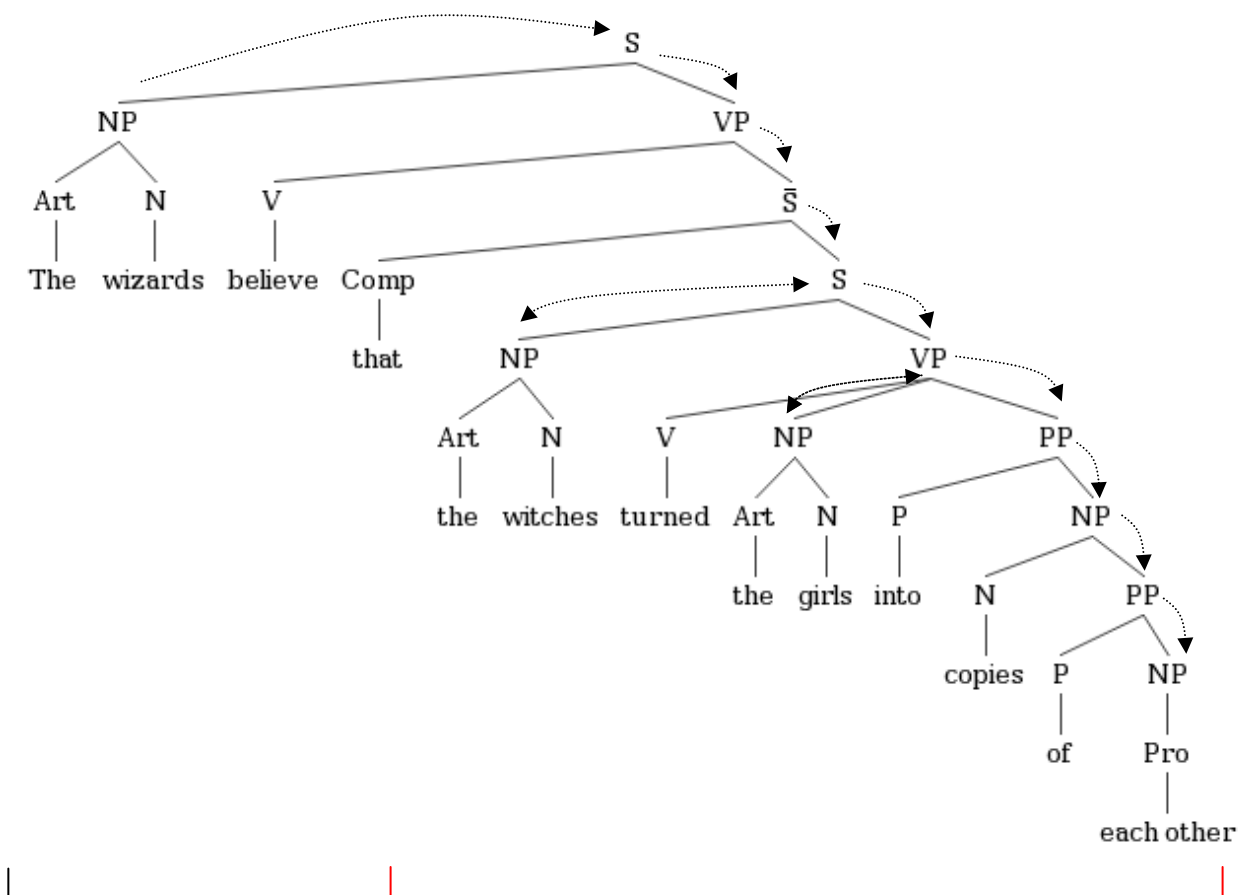 S
NP VP
Art N V S̄
The wizards believe Comp S
that NP VP
Art N V NP PP
the witches turned Art N P NP
the girls into N PP
copies P NP
of Pro
each other